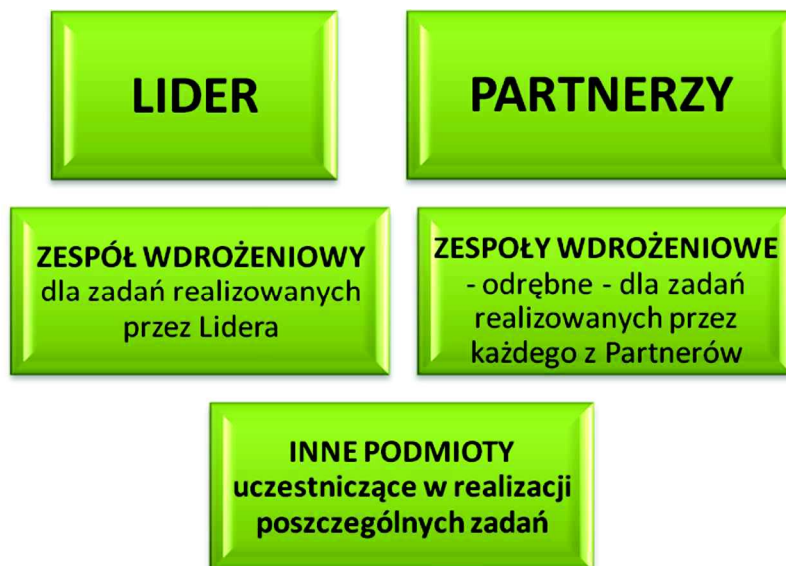 LIDER
PARTNERZY
ZESPÓŁ WDROŻENIOWY
dla zadań realizowanych
przez Lidera
ZESPOŁY WDROŻENIOWE
- odrębne - dla zadań
realizowanych przez
każdego z Partnerów
INNE PODMIOTY
uczestniczące w realizacji
poszczególnych zadań